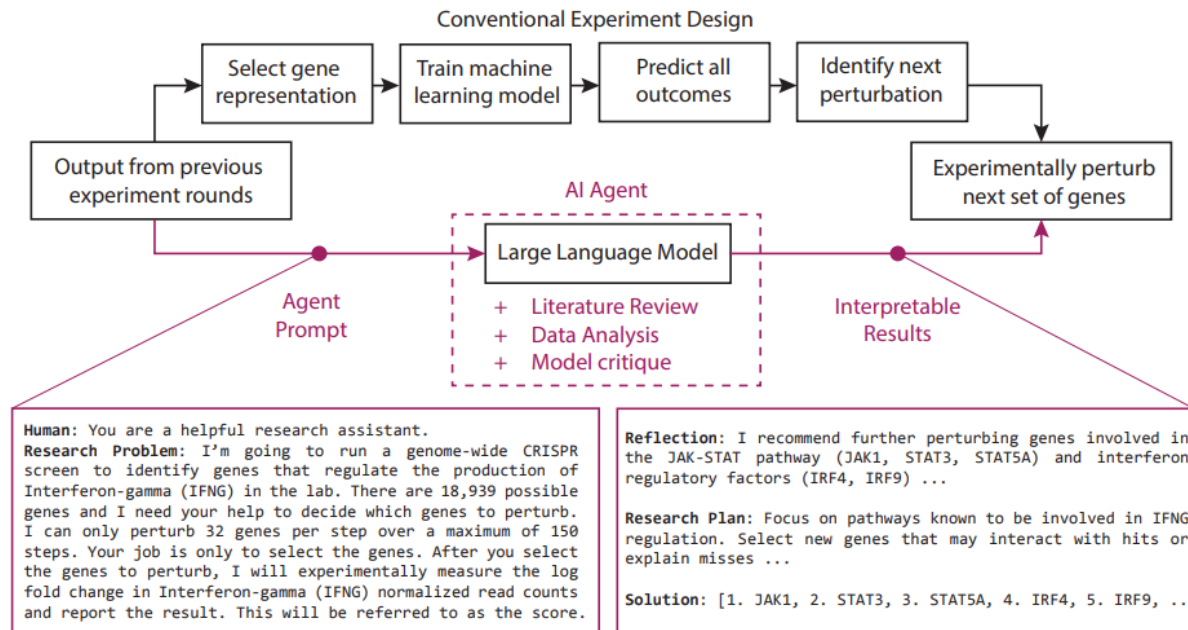 Conventional Experiment Design
Select gene
representation
Train machine
learning model
Predict all
outcomes
Identify next
perturbation
Output from previous
experiment rounds
Experimentally perturb
next set of genes
AI Agent
Large Language Model
+ Literature Review
+ Data Analysis
+ Model critique
Agent
Prompt
Interpretable
Results
Human: You are a helpful research assistant.
Research Problem: I'm going to run a genome-wide CRISPR
screen to identify genes that regulate the production of
Interferon-gamma (IFNG) in the lab. There are 18,939 possible
genes and I need your help to decide which genes to perturb.
I can only perturb 32 genes per step over a maximum of 150
steps. Your job is only to select the genes. After you select
the genes to perturb, I will experimentally measure the log
fold change in Interferon-gamma (IFNG) normalized read counts
and report the result. This will be referred to as the score.
Reflection: I recommend further perturbing genes involved in
the JAK-STAT pathway (JAK1, STAT3, STAT5A) and interferon
regulatory factors (IRF4, IRF9) ...
Research Plan: Focus on pathways known to be involved in IFNG
regulation. Select new genes that may interact with hits or
explain misses ...
Solution: [1. JAK1, 2. STAT3, 3. STAT5A, 4. IRF4, 5. IRF9, ..